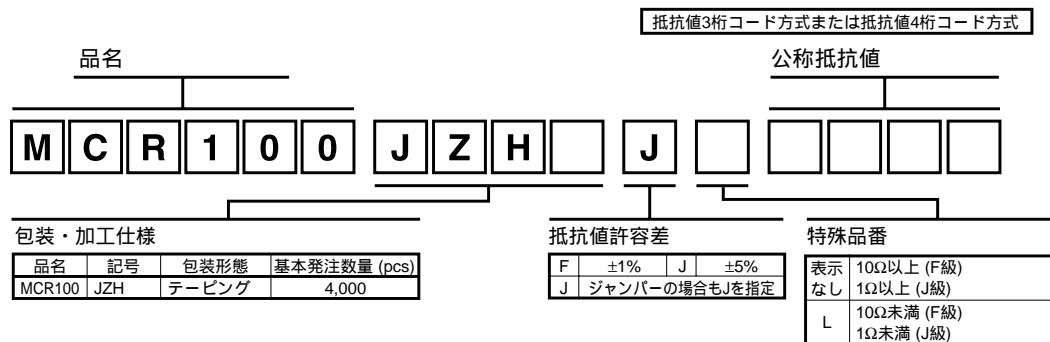 抵抗値3桁コード方式または抵抗値4桁コード方式
品名
公称抵抗値
M C R 1 0 0 J Z H J
包装・加工仕様
品名 記号 包装形態 基本発注数量 (pcs)
MCR100 JZH テーピング 4,000
抵抗値許容差
F ±1% J ±5%
J ジャンパーの場合もJを指定
特殊品番
表示なし 10Ω以上 (F級)
1Ω以上 (J級)
L 10Ω未満 (F級)
1Ω未満 (J級)